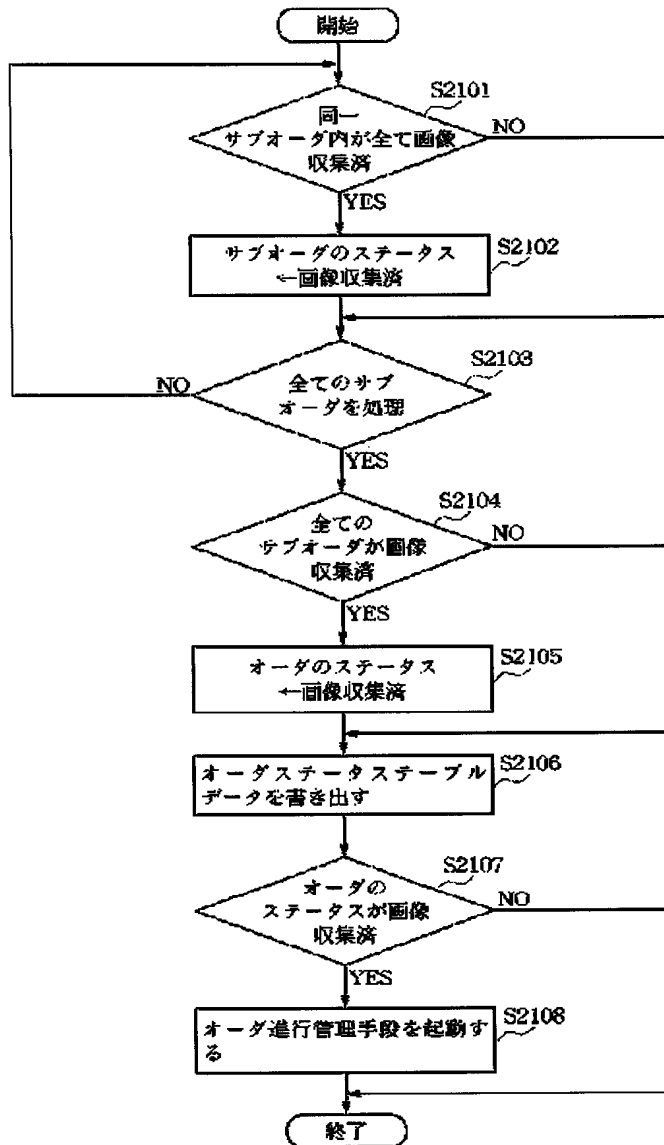 開始
S2101
同一
サブオーダ内が全て画像
収集済
NO
YES
サブオーダのステータス
←画像収集済
S2102
S2103
全てのサブ
オーダを処理
NO
YES
S2104
全ての
サブオーダが画像
収集済
NO
YES
オーダのステータス
←画像収集済
S2105
オーダステータステーブル
データを書き出す
S2106
S2107
オーダの
ステータスが画像
収集済
NO
YES
オーダ進行管理手段を起動す
る
S2108
終了